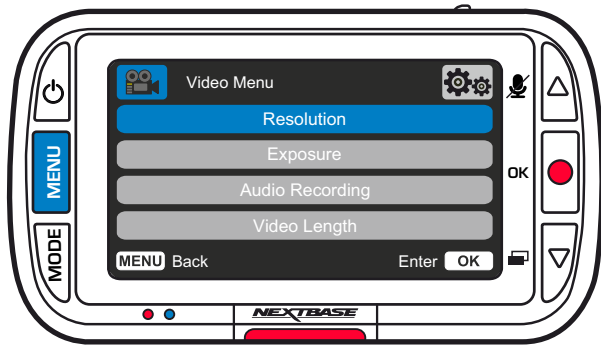 Video Menu
Resolution
Exposure
Audio Recording
Video Length
MENU Back
Enter OK
MENU
MODE
OK
NEXTBASE